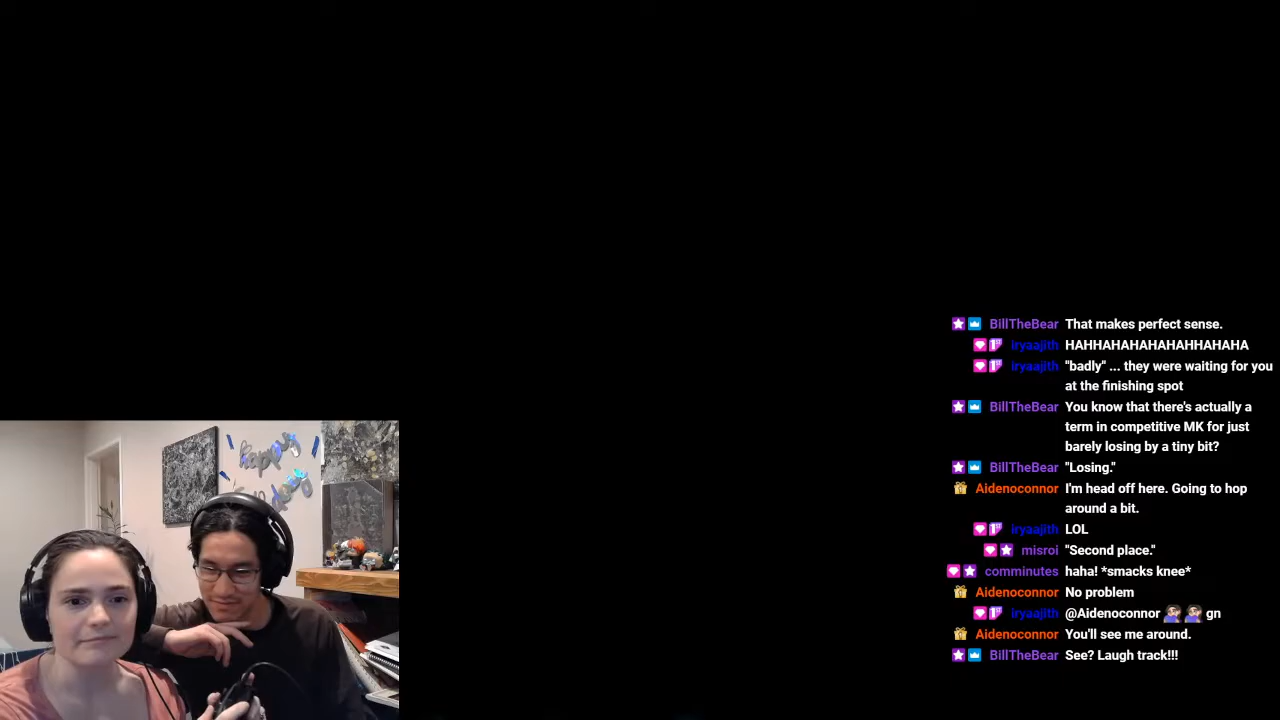 happy
BillTheBear That makes perfect sense.
iryaajith HAHHAHAHAHAHAHHAHAHA
iryaajith "badly" ... they were waiting for you
at the finishing spot
BillTheBear You know that there's actually a
term in competitive MK for just
barely losing by a tiny bit?
BillTheBear "Losing."
Aidenoconnor I'm head off here. Going to hop
around a bit.
iryaajith LOL
misroi "Second place."
comminutes haha! *smacks knee*
Aidenoconnor No problem
iryaajith @Aidenoconnor gn
Aidenoconnor You'll see me around.
BillTheBear See? Laugh track!!!